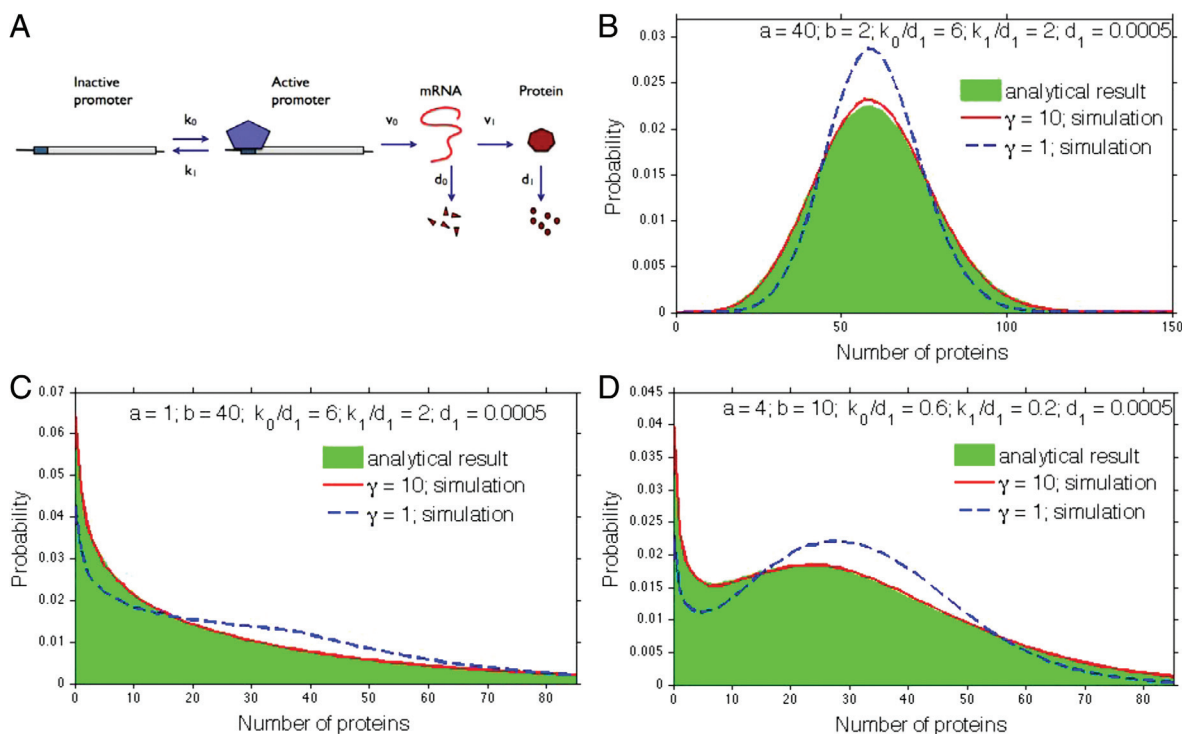 A
Inactive
promoter
Active
promoter
mRNA
Protein
k₀
k₁
v₀
v₁
d₀
d₁
B
a = 40; b = 2; k₀/d₁ = 6; k₁/d₁ = 2; d₁ = 0.0005
analytical result
γ = 10; simulation
γ = 1; simulation
Probability
0.03
0.025
0.02
0.015
0.01
0.005
0
0 50 100 150
Number of proteins
C
a = 1; b = 40; k₀/d₁ = 6; k₁/d₁ = 2; d₁ = 0.0005
analytical result
γ = 10; simulation
γ = 1; simulation
Probability
0.07
0.06
0.05
0.04
0.03
0.02
0.01
0
0 10 20 30 40 50 60 70 80
Number of proteins
D
a = 4; b = 10; k₀/d₁ = 0.6; k₁/d₁ = 0.2; d₁ = 0.0005
analytical result
γ = 10; simulation
γ = 1; simulation
Probability
0.045
0.04
0.035
0.03
0.025
0.02
0.015
0.01
0.005
0
0 10 20 30 40 50 60 70 80
Number of proteins